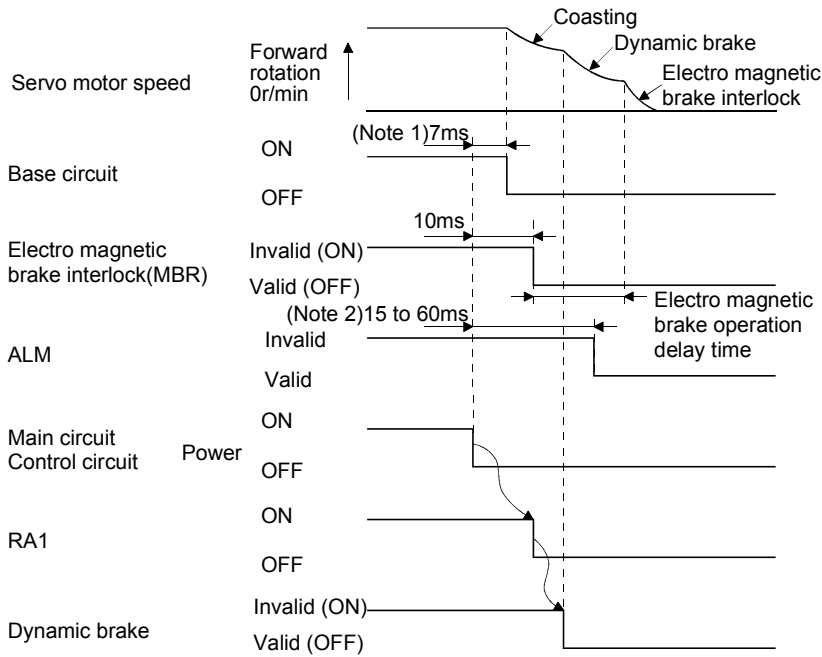 Coasting
Dynamic brake
Electro magnetic
brake interlock
Servo motor speed
Forward
rotation
0r/min
(Note 1)7ms
Base circuit
ON
OFF
10ms
Electro magnetic
brake interlock(MBR)
Invalid (ON)
Valid (OFF)
Electro magnetic
brake operation
delay time
(Note 2)15 to 60ms
ALM
Invalid
Valid
Main circuit
Control circuit
Power
ON
OFF
RA1
ON
OFF
Dynamic brake
Invalid (ON)
Valid (OFF)